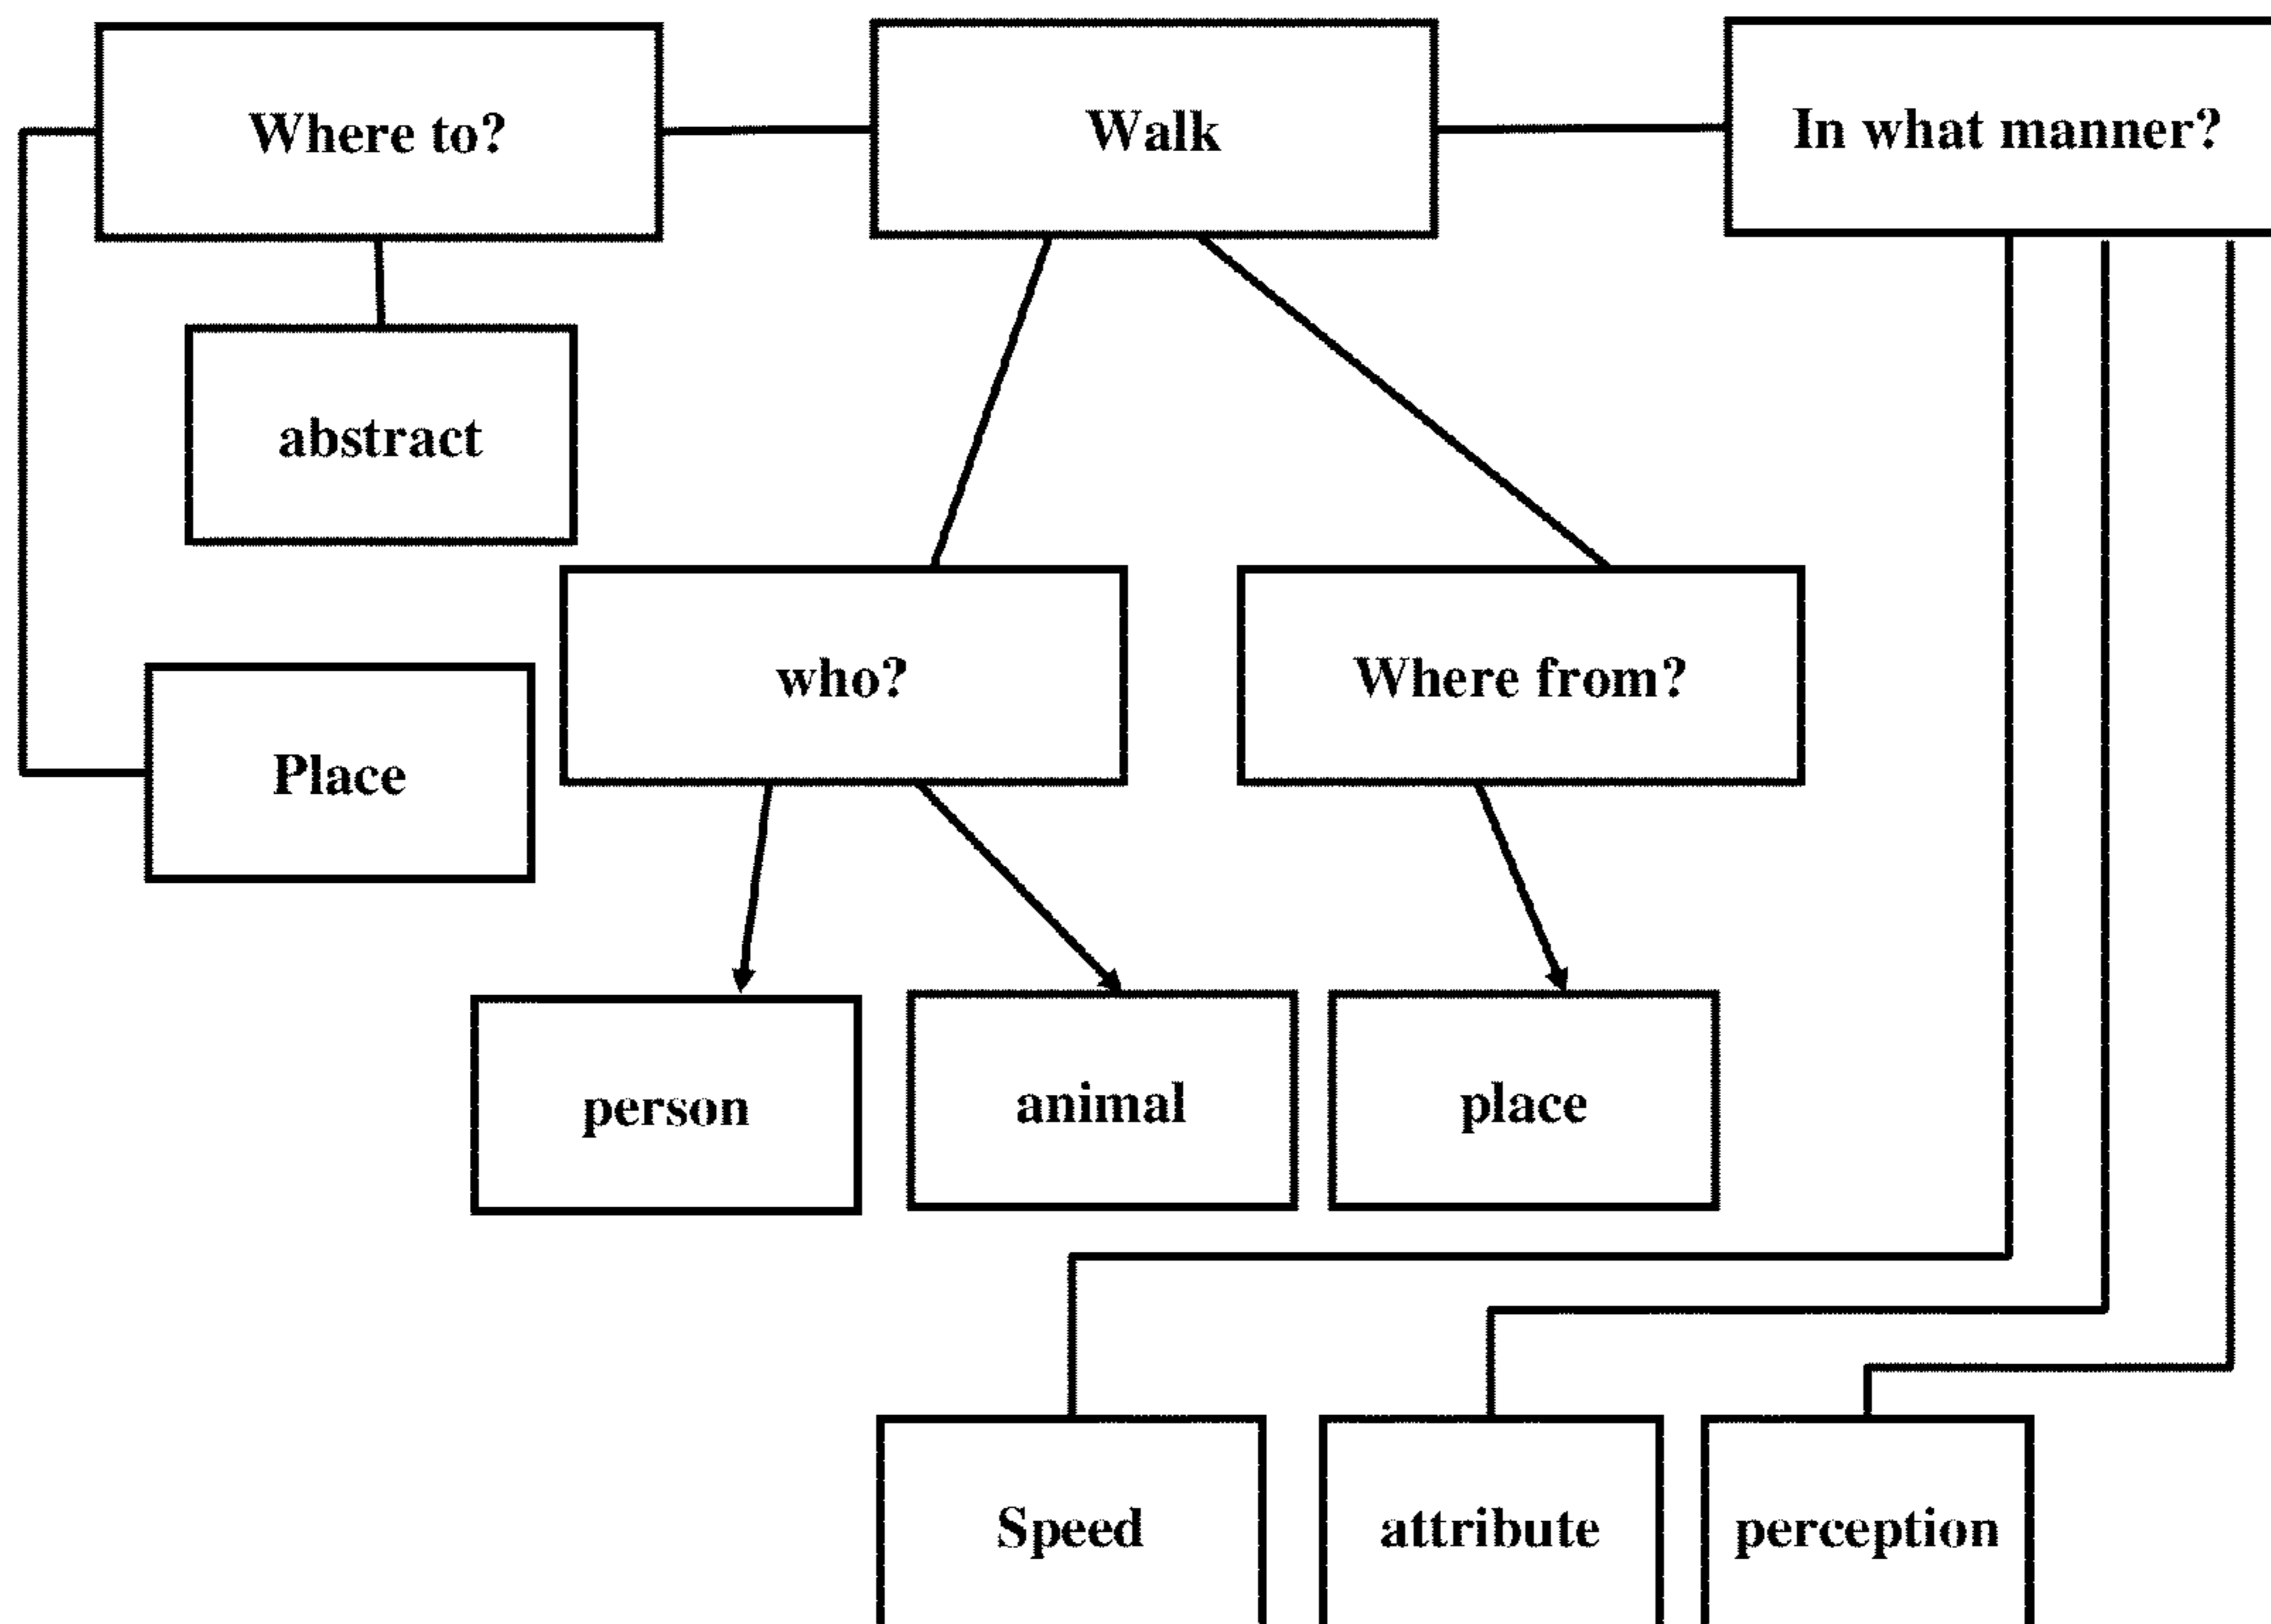 Where to?
Walk
In what manner?
abstract
who?
Where from?
Place
person
animal
place
Speed
attribute
perception